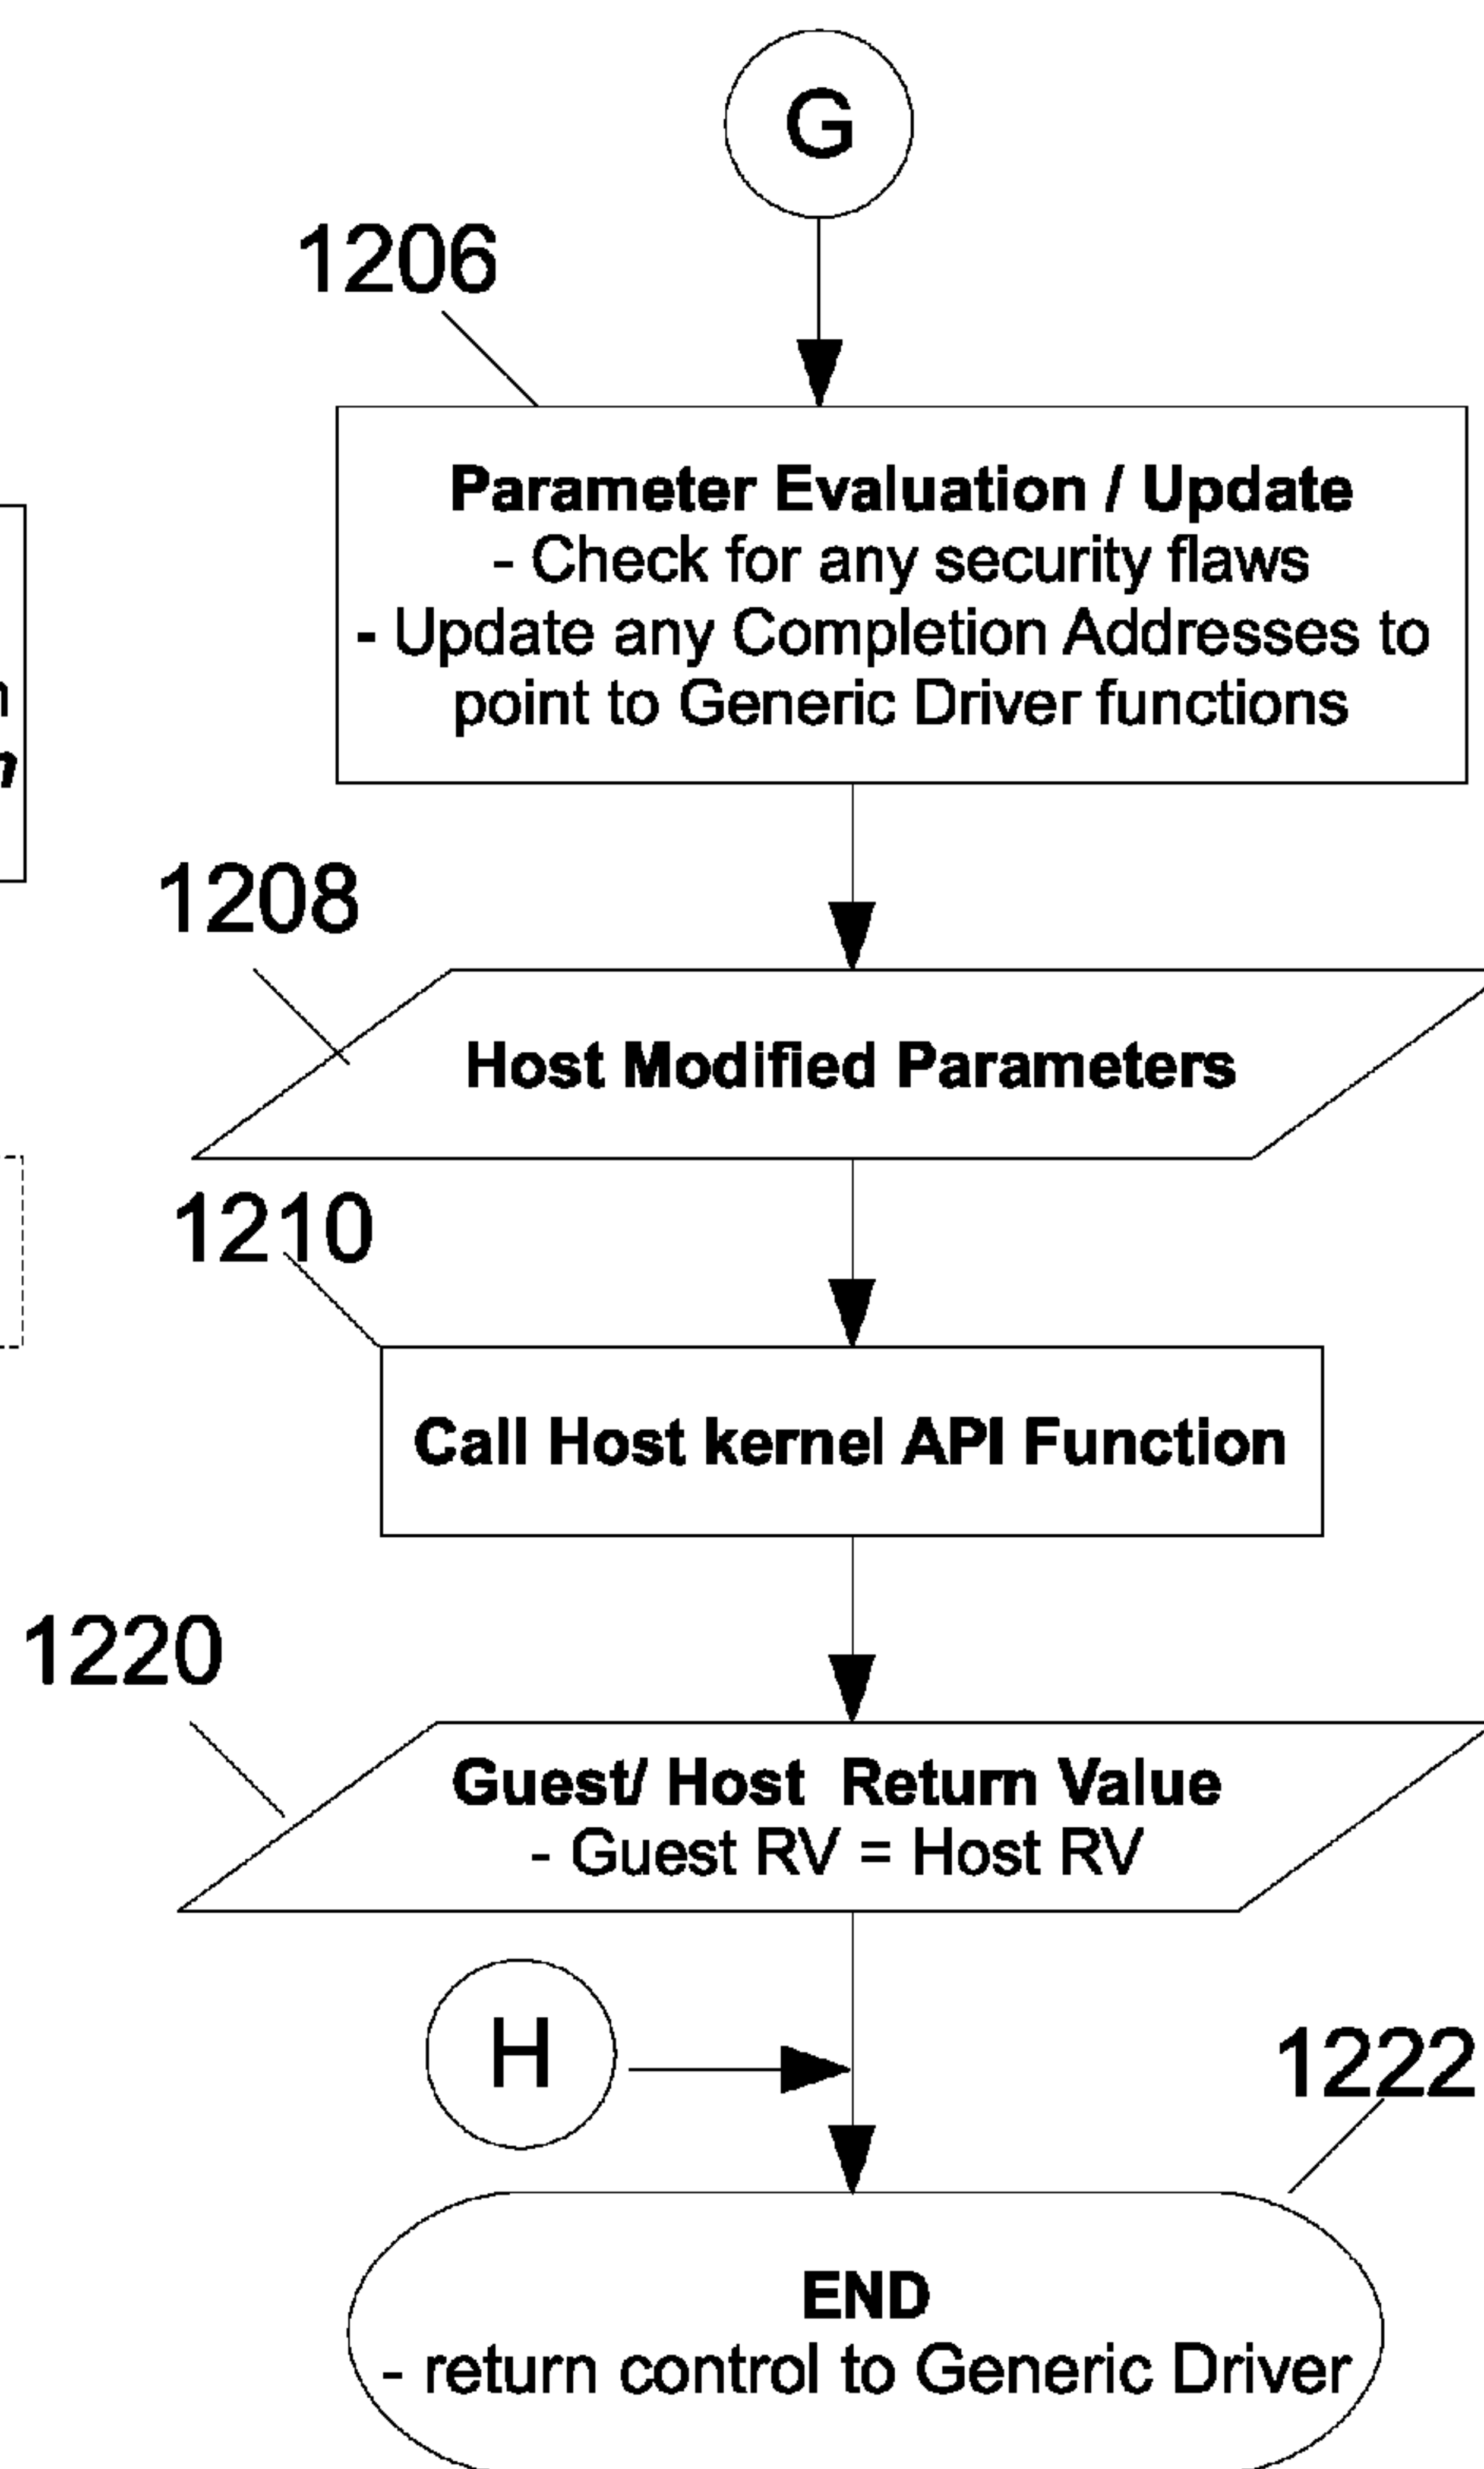 G
1206
Parameter Evaluation / Update
- Check for any security flaws
- Update any Completion Addresses to
point to Generic Driver functions
1208
Host Modified Parameters
1210
Call Host kernel API Function
1220
Guest/ Host Return Value
- Guest RV = Host RV
H
1222
END
- return control to Generic Driver